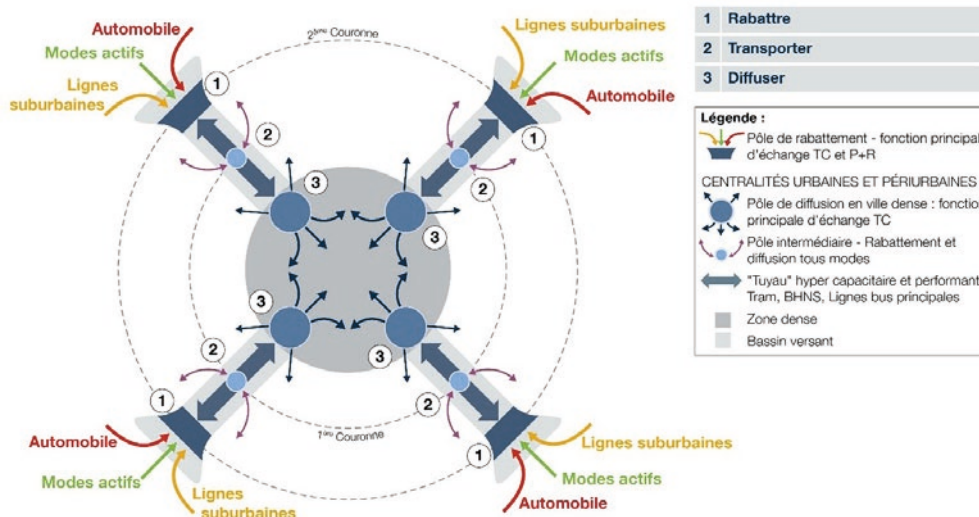 Automobile
Modes actifs
Lignes
suburbaines
2ème Couronne
Lignes suburbaines
Modes actifs
Automobile
1
2
3
1
2
3
3
2
1
3
2
1
1ère Couronne
Automobile
Modes actifs
Lignes
suburbaines
Lignes suburbaines
Modes actifs
Automobile
1 Rabattre
2 Transporter
3 Diffuser
Légende :
Pôle de rabattement - fonction principal
d'échange TC et P+R
CENTRALITÉS URBAINES ET PÉRIURBAINES
Pôle de diffusion en ville dense : fonctio
principale d'échange TC
Pôle intermédiaire - Rabattement et
diffusion tous modes
"Tuyau" hyper capacitaire et performant
Tram, BHNS, Lignes bus principales
Zone dense
Bassin versant